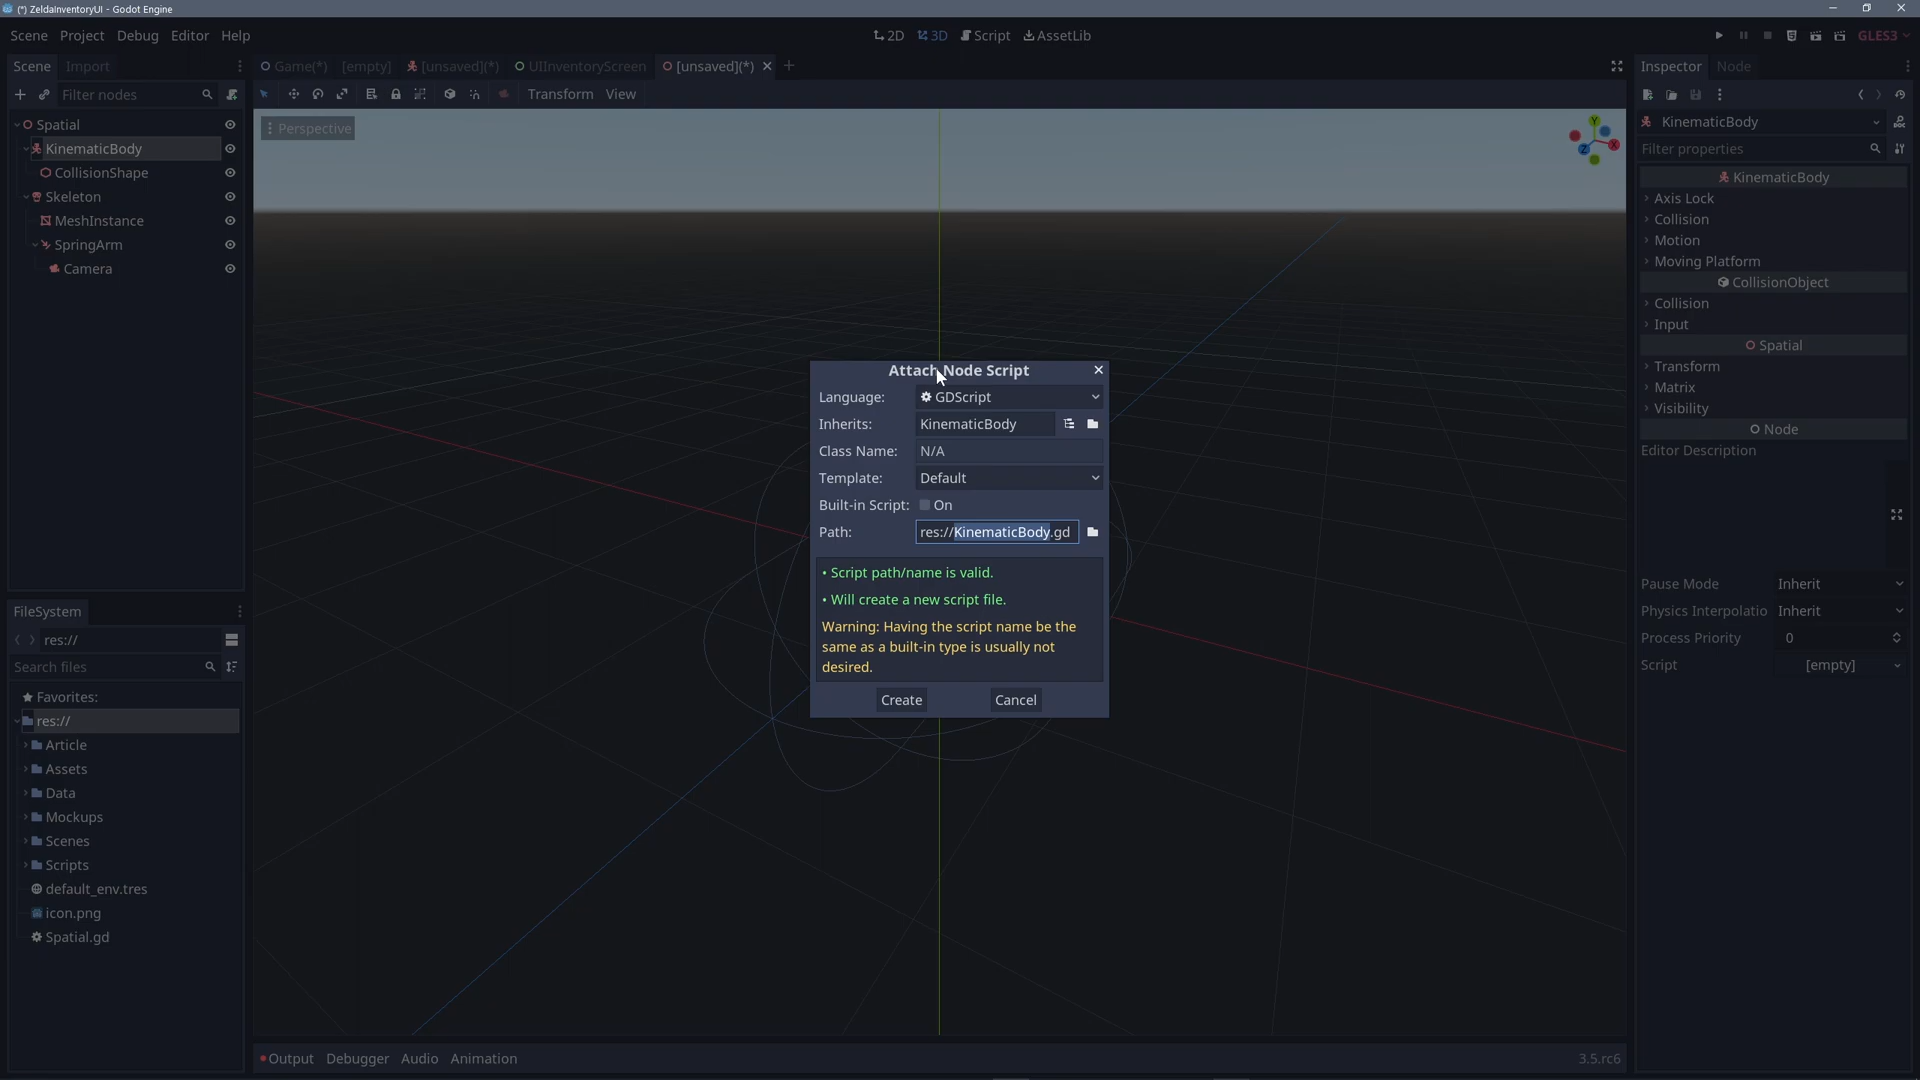 (*) ZeldaInventoryUI - Godot Engine
Scene Project Debug Editor Help
2D 3D Script AssetLib
GLES3
Scene Import
Game(*) [empty] [unsaved](*) UIInventoryScreen [unsaved](*)
Inspector Node
Filter nodes
Transform View
Spatial
KinematicBody
CollisionShape
Skeleton
MeshInstance
SpringArm
Camera
Perspective
Y
X
Z
Attach Node Script
Language: GDScript
Inherits: KinematicBody
Class Name: N/A
Template: Default
Built-in Script: On
Path: res://KinematicBody.gd
• Script path/name is valid.
• Will create a new script file.
Warning: Having the script name be the
same as a built-in type is usually not
desired.
Create Cancel
KinematicBody
Filter properties
KinematicBody
Axis Lock
Collision
Motion
Moving Platform
CollisionObject
Collision
Input
Spatial
Transform
Matrix
Visibility
Node
Editor Description
Pause Mode Inherit
Physics Interpolatio Inherit
Process Priority 0
Script [empty]
FileSystem
res://
Search files
Favorites:
res://
Article
Assets
Data
Mockups
Scenes
Scripts
default_env.tres
icon.png
Spatial.gd
Output Debugger Audio Animation
3.5.rc6